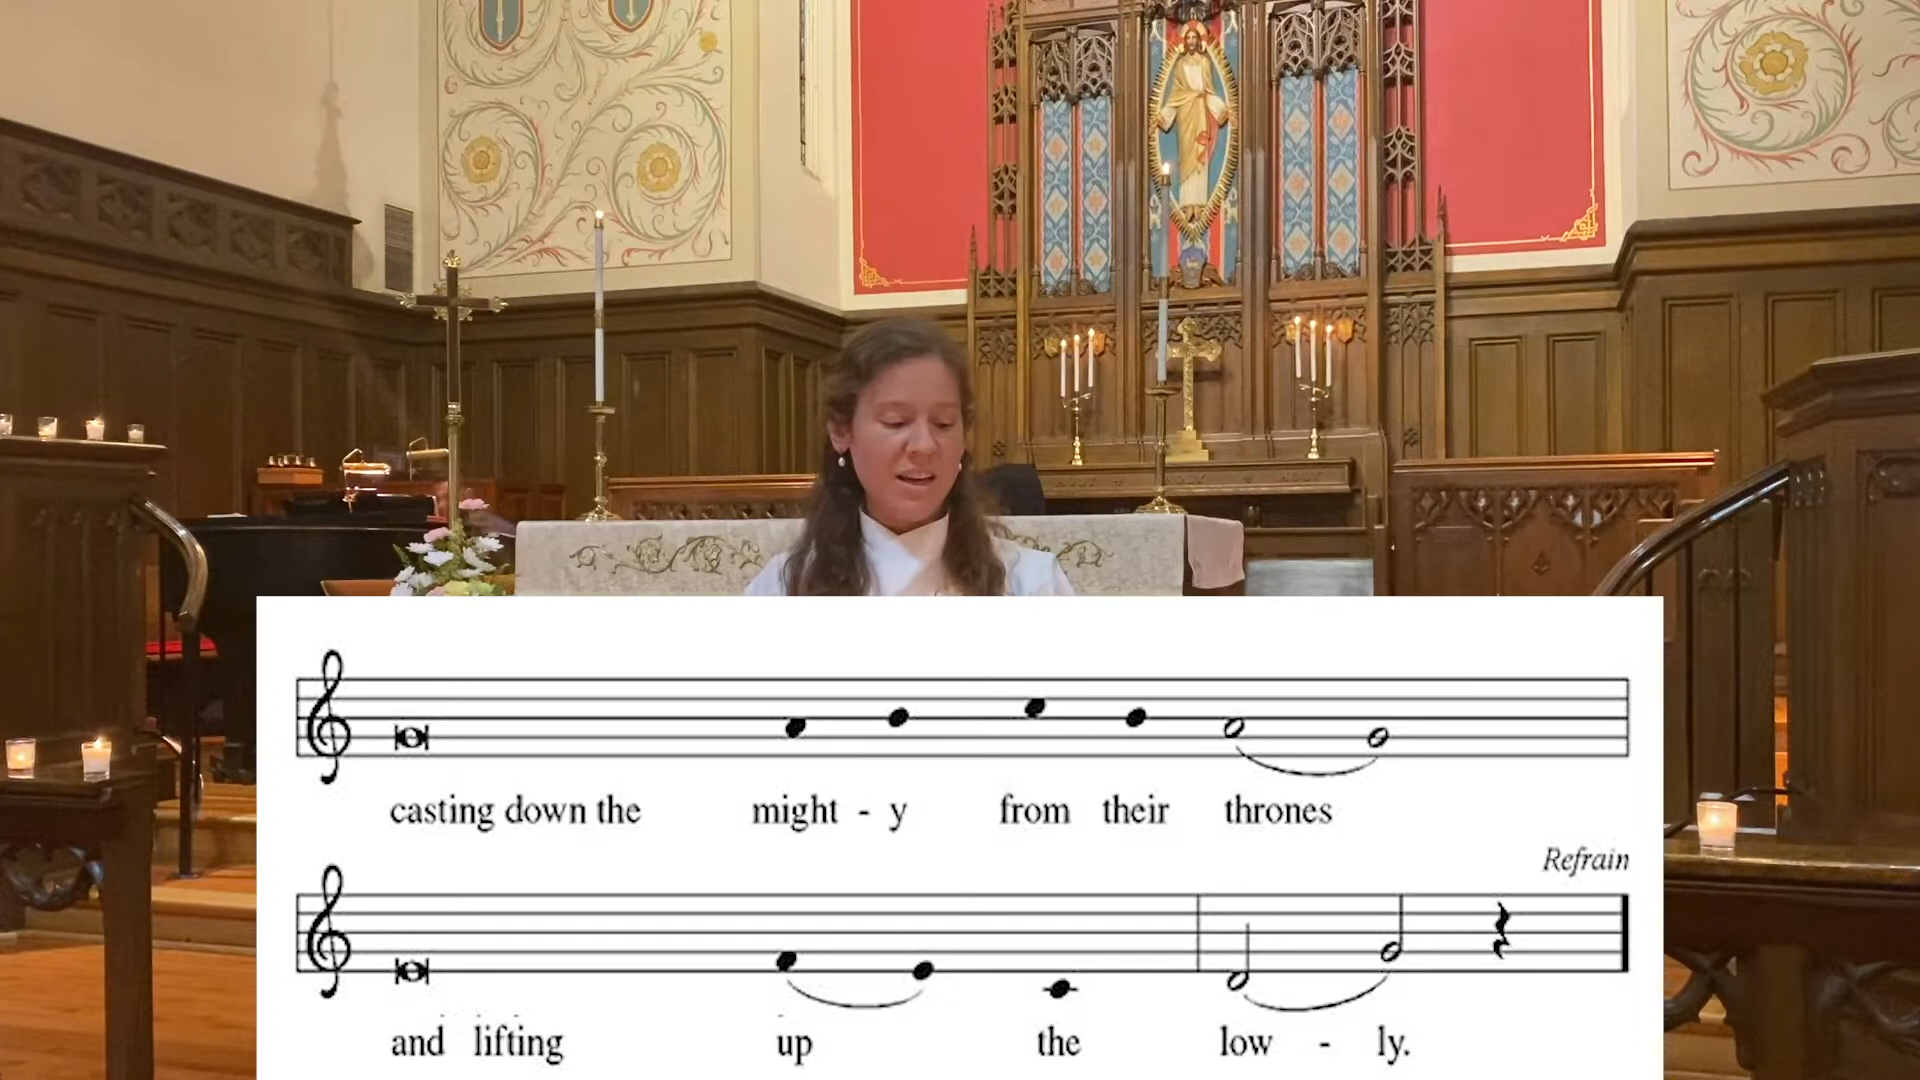 casting down the might - y from their thrones
Refrain
and lifting up the low - ly.